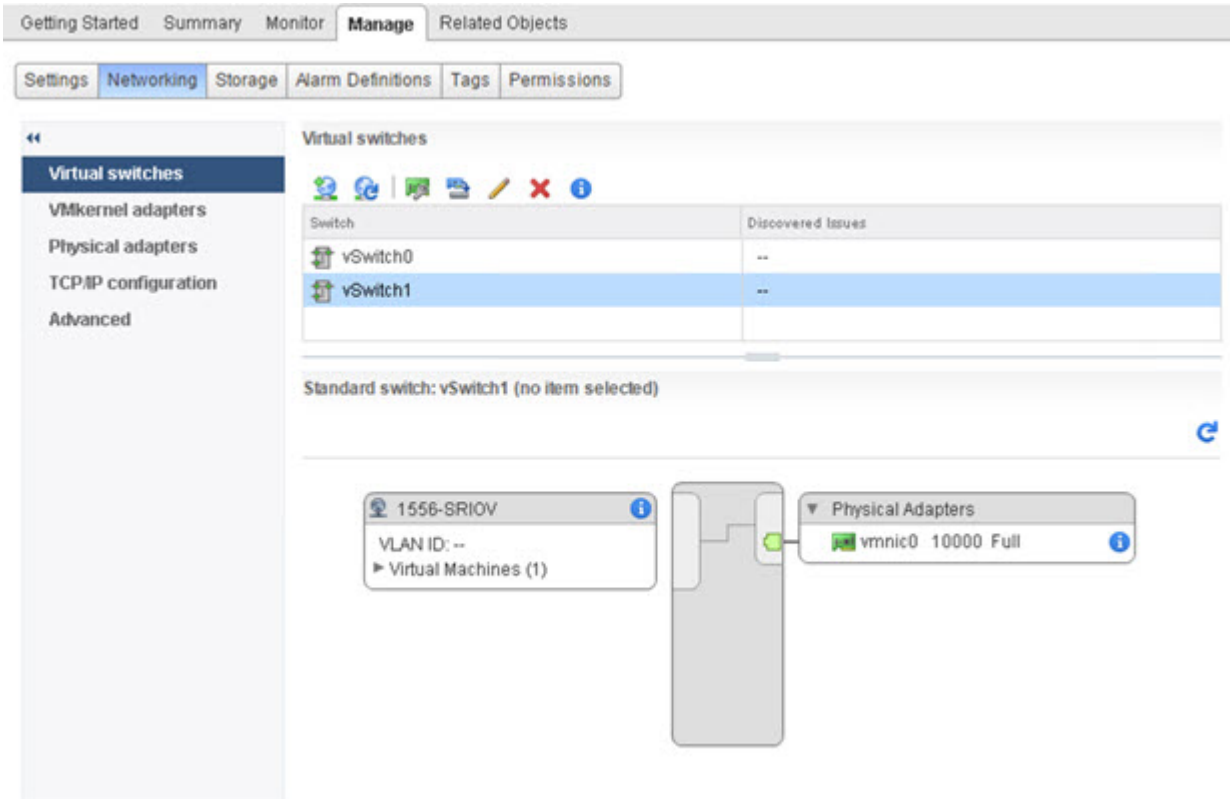 Getting Started Summary Monitor Manage Related Objects
Settings Networking Storage Alarm Definitions Tags Permissions
Virtual switches
VMkernel adapters
Physical adapters
TCP/IP configuration
Advanced
Virtual switches
Switch Discovered Issues
vSwitch0 --
vSwitch1 --
Standard switch: vSwitch1 (no item selected)
1556-SRIOV
VLAN ID: --
Virtual Machines (1)
Physical Adapters
vmnic0 10000 Full